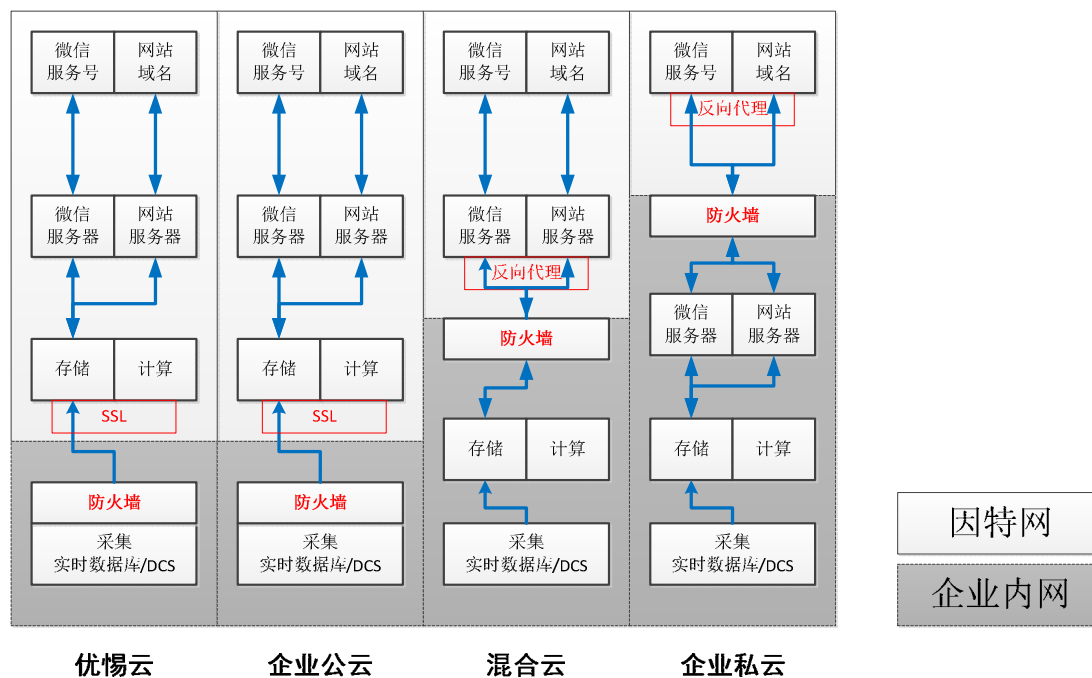 微信
服务号
网站
域名
微信
服务器
网站
服务器
存储
计算
SSL
防火墙
采集
实时数据库/DCS
优惕云
微信
服务号
网站
域名
微信
服务器
网站
服务器
存储
计算
SSL
防火墙
采集
实时数据库/DCS
企业公云
微信
服务号
网站
域名
微信
服务器
网站
服务器
反向代理
防火墙
存储
计算
采集
实时数据库/DCS
混合云
微信
服务号
网站
域名
反向代理
防火墙
微信
服务器
网站
服务器
存储
计算
采集
实时数据库/DCS
企业私云
因特网
企业内网